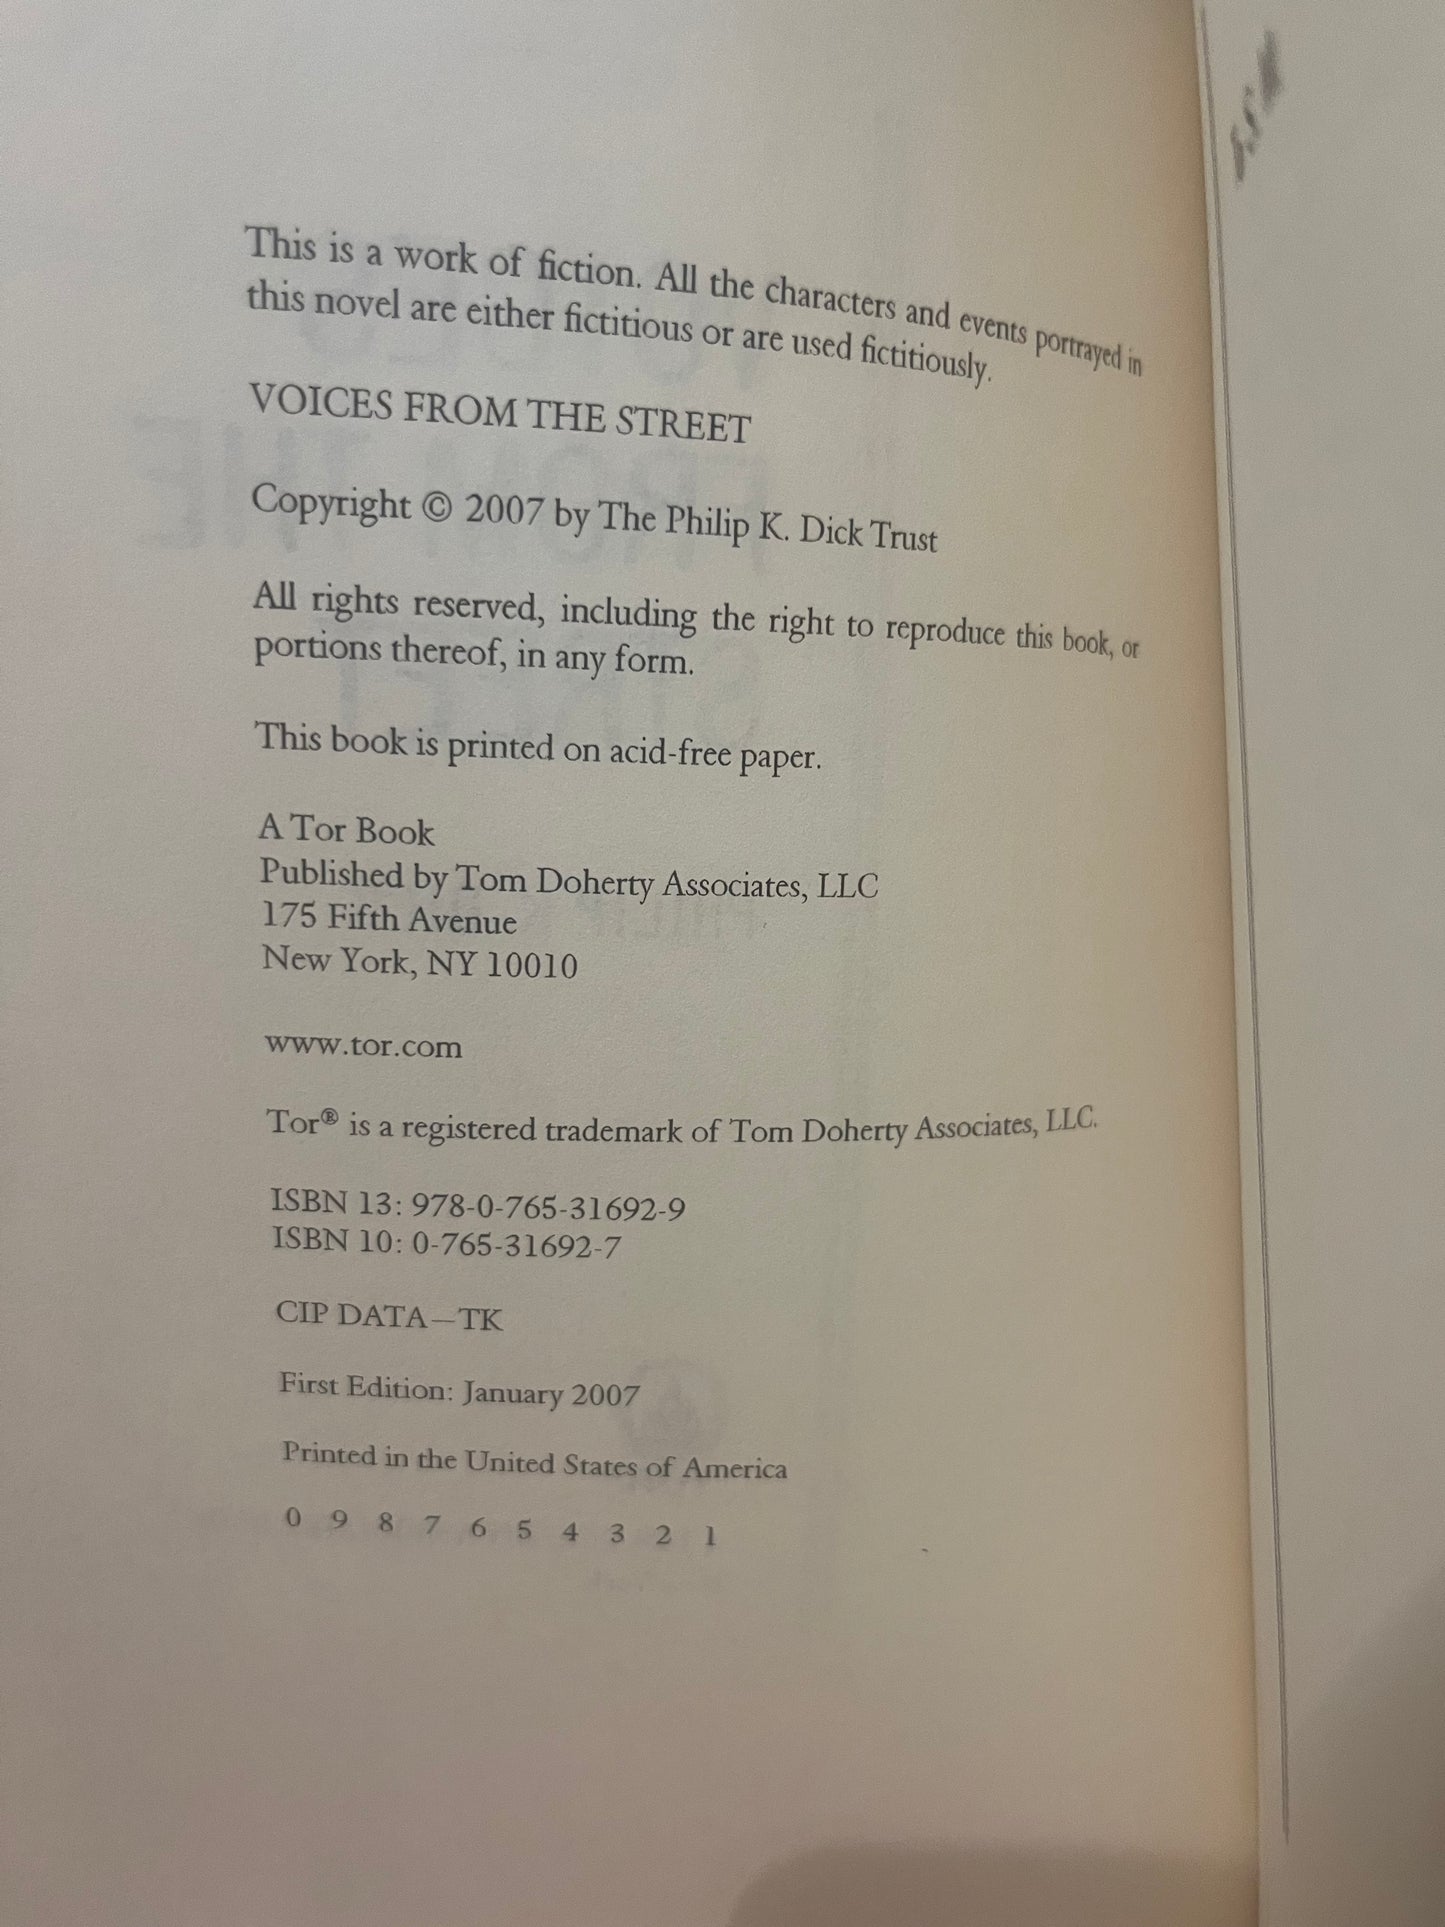 This is a work of fiction. All the characters and events portrayed in
this novel are either fictitious or are used fictitiously.
VOICES FROM THE STREET
Copyright © 2007 by The Philip K. Dick Trust
All rights reserved, including the right to reproduce this book, or
portions thereof, in any form.
This book is printed on acid-free paper.
A Tor Book
Published by Tom Doherty Associates, LLC
175 Fifth Avenue
New York, NY 10010
www.tor.com
Tor® is a registered trademark of Tom Doherty Associates, LLC.
ISBN 13: 978-0-765-31692-9
ISBN 10: 0-765-31692-7
CIP DATA—TK
First Edition: January 2007
Printed in the United States of America
0 9 8 7 6 5 4 3 2 1